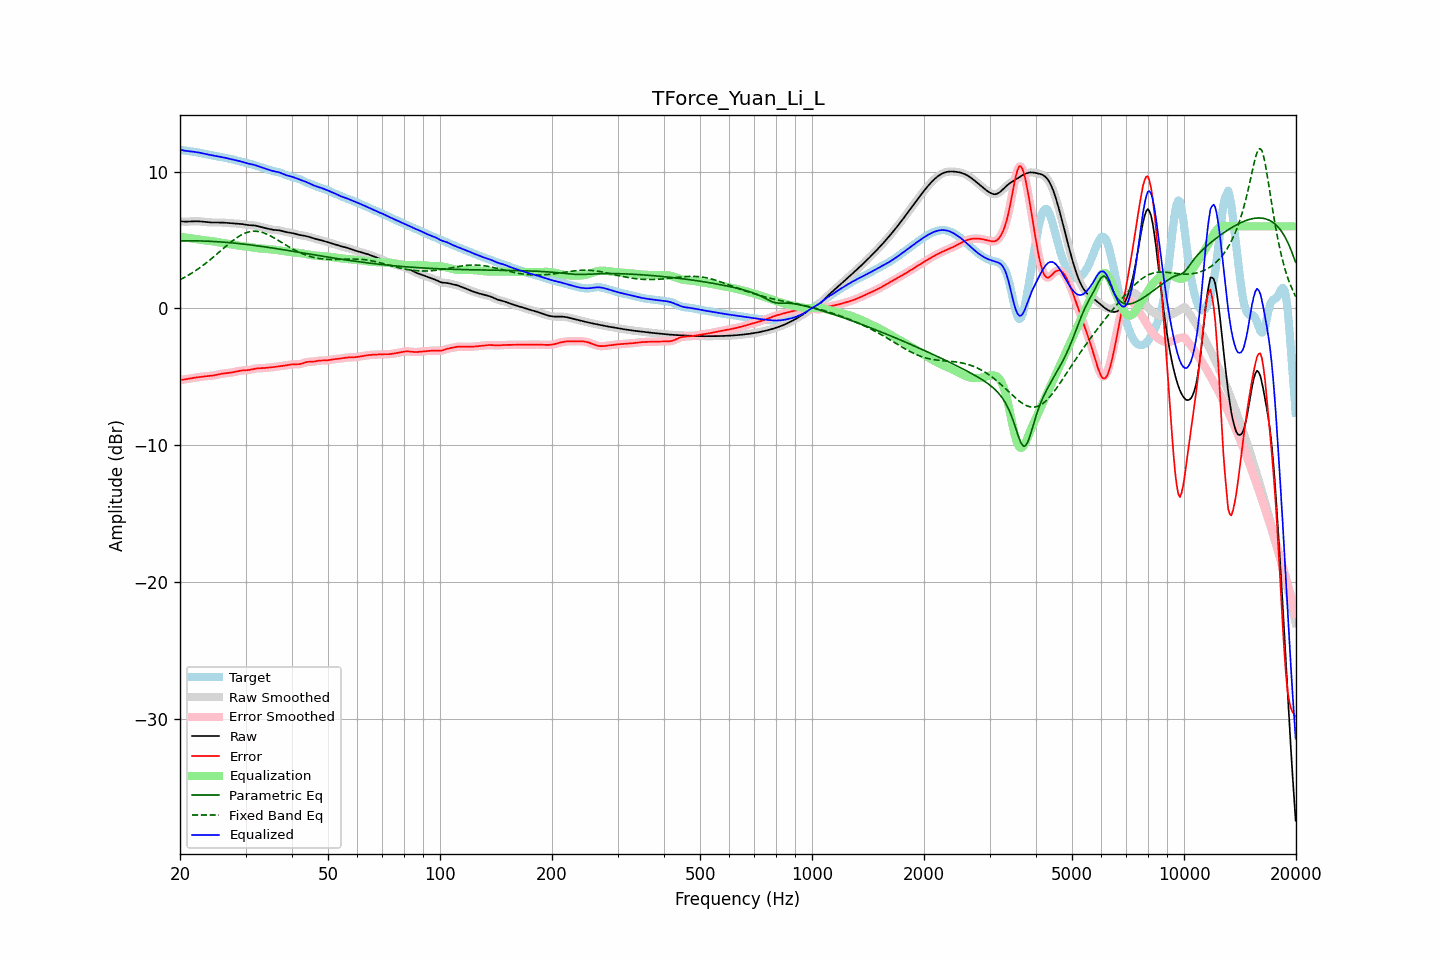 TForce_Yuan_Li_L
10
0
−10
−20
−30
Amplitude (dBr)
Target
Raw Smoothed
Error Smoothed
Raw
Error
Equalization
Parametric Eq
Fixed Band Eq
Equalized
20 50 100 200 500 1000 2000 5000 10000 20000
Frequency (Hz)